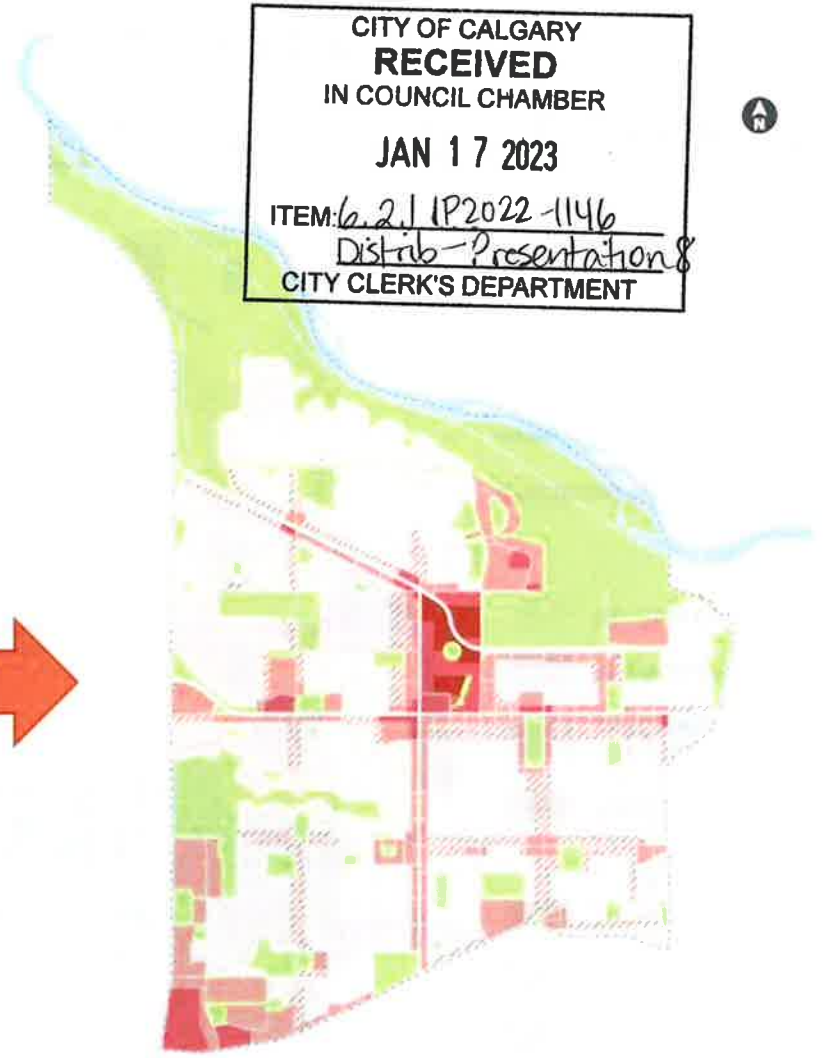 CITY OF CALGARY
RECEIVED
IN COUNCIL CHAMBER
JAN 17 2023
ITEM: 6.2.1 IP2022-1146
Distrib-Presentation 8
CITY CLERK'S DEPARTMENT
N